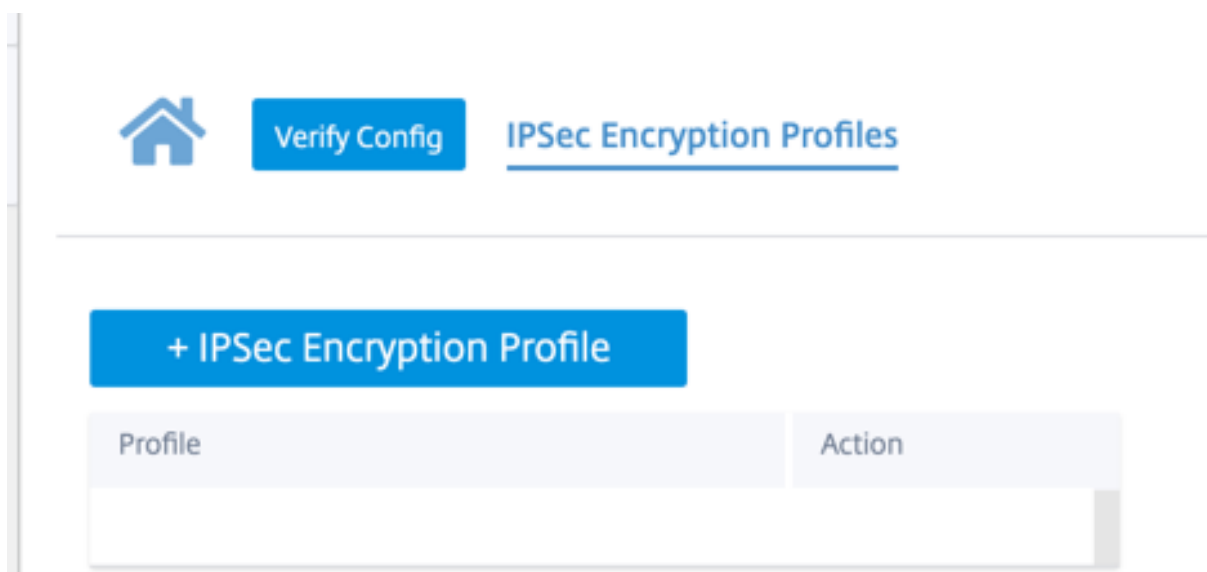 Verify Config
IPSec Encryption Profiles
+ IPSec Encryption Profile
Profile
Action